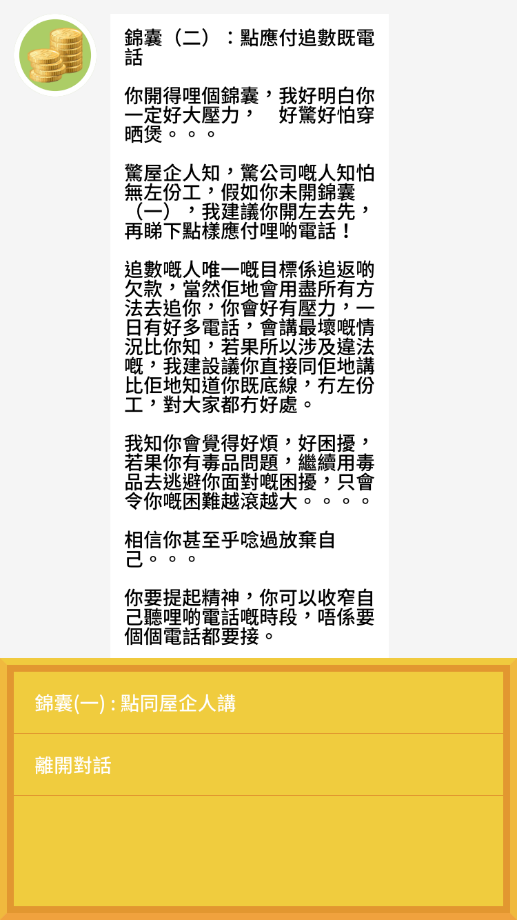 錦囊（二）：點應付追數既電
話
你開得哩個錦囊，我好明白你
一定好大壓力， 好驚好怕穿
晒煲。。。
驚屋企人知，驚公司嘅人知怕
無左份工，假如你未開錦囊
（一），我建議你開左去先，
再睇下點樣應付哩啲電話！
追數嘅人唯一嘅目標係追返啲
欠款，當然佢地會用盡所有方
法去追你，你會好有壓力，一
日有好多電話，會講最壞嘅情
況比你知，若果所以涉及違法
嘅，我建設議你直接同佢地講
比佢地知道你既底線，冇左份
工，對大家都冇好處。
我知你會覺得好煩，好困擾，
若果你有毒品問題，繼續用毒
品去逃避你面對嘅困擾，只會
令你嘅困難越滾越大。。。。
相信你甚至乎唸過放棄自
己。。。
你要提起精神，你可以收窄自
己聽哩啲電話嘅時段，唔係要
個個電話都要接。
錦囊(一) : 點同屋企人講
離開對話